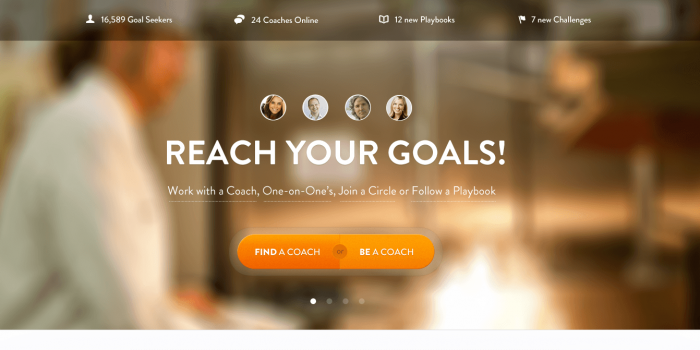 16,589 Goal Seekers
24 Coaches Online
12 new Playbooks
7 new Challenges
REACH YOUR GOALS!
Work with a Coach, One-on-One's, Join a Circle or Follow a Playbook
FIND A COACH or BE A COACH